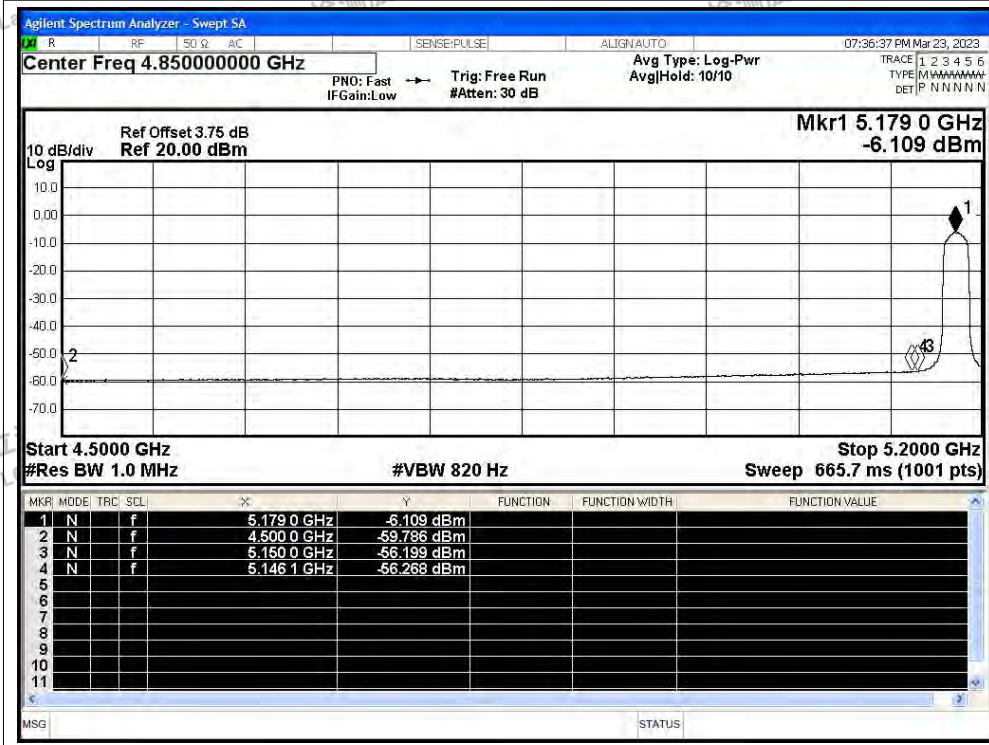 Agilent Spectrum Analyzer - Swept SA
LXI R RF 50 Ω AC SENSE:PULSE ALIGNAUTO 07:36:37 PM Mar 23, 2023
Center Freq 4.850000000 GHz
PNO: Fast
IFGain:Low
Trig: Free Run
#Atten: 30 dB
Avg Type: Log-Pwr
Avg|Hold: 10/10
TRACE 1 2 3 4 5 6
TYPE M WWWWW
DET P N N N N N
Mkr1 5.179 0 GHz
-6.109 dBm
Ref Offset 3.75 dB
10 dB/div Ref 20.00 dBm
Log
10.0
0.00
-10.0
-20.0
-30.0
-40.0
-50.0
-60.0
-70.0
1
2
43
Start 4.5000 GHz Stop 5.2000 GHz
#Res BW 1.0 MHz #VBW 820 Hz Sweep 665.7 ms (1001 pts)
MKR MODE TRC SCL X Y FUNCTION FUNCTION WIDTH FUNCTION VALUE
1 N f 5.179 0 GHz -6.109 dBm
2 N f 4.500 0 GHz -59.786 dBm
3 N f 5.150 0 GHz -56.199 dBm
4 N f 5.146 1 GHz -56.268 dBm
5
6
7
8
9
10
11
MSG STATUS